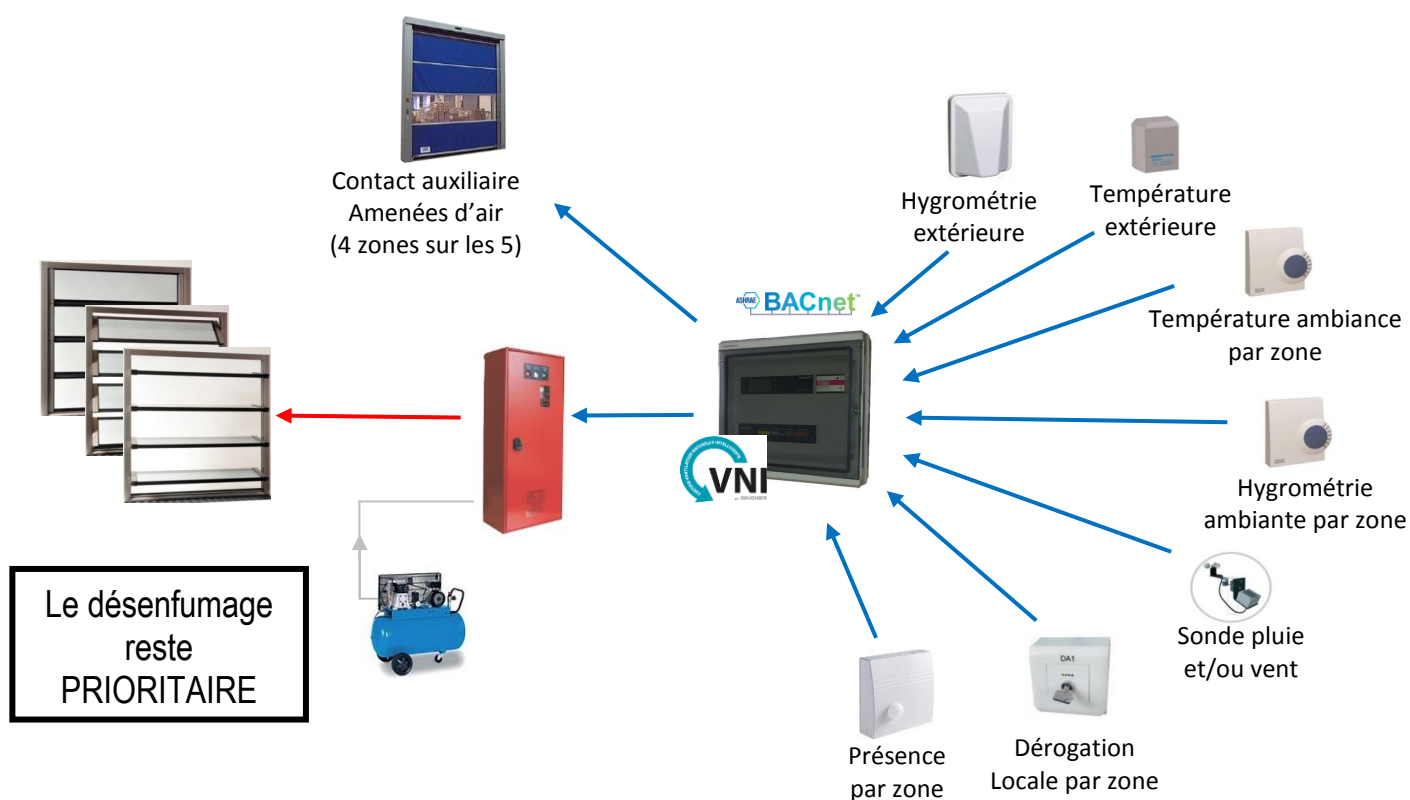 Contact auxiliaire
Amenées d’air
(4 zones sur les 5)
Hygrométrie
extérieure
Température
extérieure
ASHRAE BACnet™
Température ambiance
par zone
VNI
Hygrométrie
ambiante par zone
Le désenfumage
reste
PRIORITAIRE
Sonde pluie
et/ou vent
DA1
Présence
par zone
Dérogation
Locale par zone